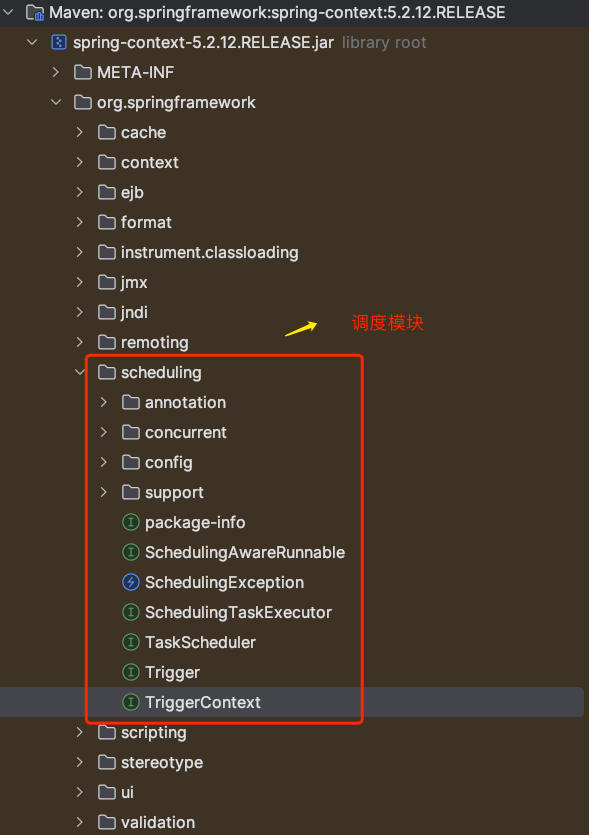 Maven: org.springframework:spring-context:5.2.12.RELEASE
spring-context-5.2.12.RELEASE.jar library root
META-INF
org.springframework
cache
context
ejb
format
instrument.classloading
jmx
jndi
调度模块
remoting
scheduling
annotation
concurrent
config
support
package-info
SchedulingAwareRunnable
SchedulingException
SchedulingTaskExecutor
TaskScheduler
Trigger
TriggerContext
scripting
stereotype
ui
validation